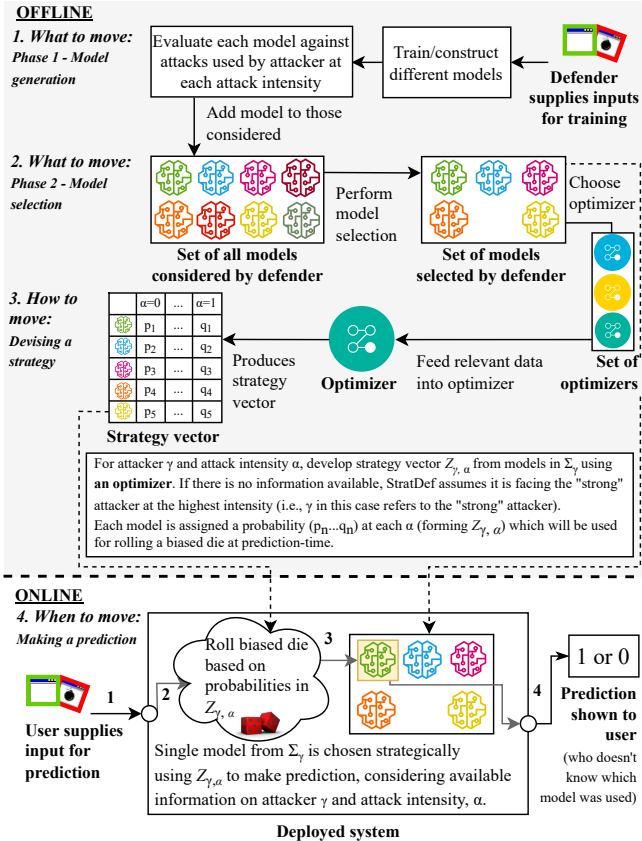 OFFLINE
1. What to move:
Phase 1 - Model
generation
Evaluate each model against
attacks used by attacker at
each attack intensity
Train/construct
different models
Defender
supplies inputs
for training
Add model to those
considered
2. What to move:
Phase 2 - Model
selection
Set of all models
considered by defender
Perform
model
selection
Set of models
selected by defender
Choose
optimizer
Set of
optimizers
3. How to
move:
Devising a
strategy
α=0 ... α=1
p1 ... q1
p2 ... q2
p3 ... q3
p4 ... q4
p5 ... q5
Strategy vector
Produces
strategy
vector
Optimizer
Feed relevant data
into optimizer
For attacker γ and attack intensity α, develop strategy vector Zγ, α from models in Σγ using
an optimizer. If there is no information available, StratDef assumes it is facing the "strong"
attacker at the highest intensity (i.e., γ in this case refers to the "strong" attacker).
Each model is assigned a probability (pn...qn) at each α (forming Zγ, α) which will be used
for rolling a biased die at prediction-time.
ONLINE
4. When to move:
Making a prediction
User supplies
input for
prediction
1
2
Roll biased die
based on
probabilities in
Zγ, α
3
4
Single model from Σγ is chosen strategically
using Zγ,α to make prediction, considering available
information on attacker γ and attack intensity, α.
Deployed system
1 or 0
Prediction
shown to
user
(who doesn't
know which
model was used)